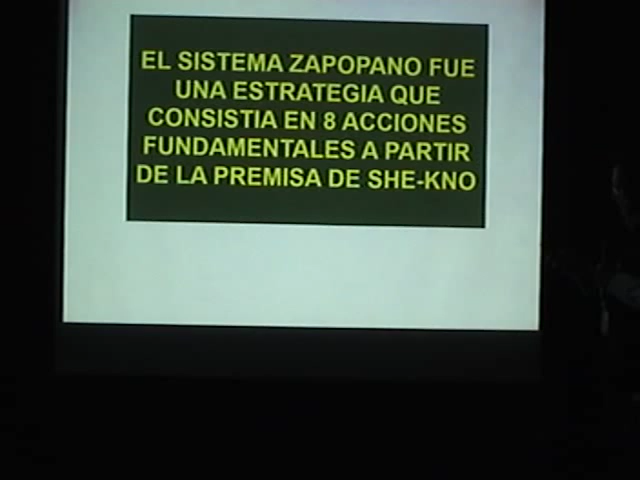 EL SISTEMA ZAPOPANO FUE
UNA ESTRATEGIA QUE
CONSISTIA EN 8 ACCIONES
FUNDAMENTALES A PARTIR
DE LA PREMISA DE SHE-KNO